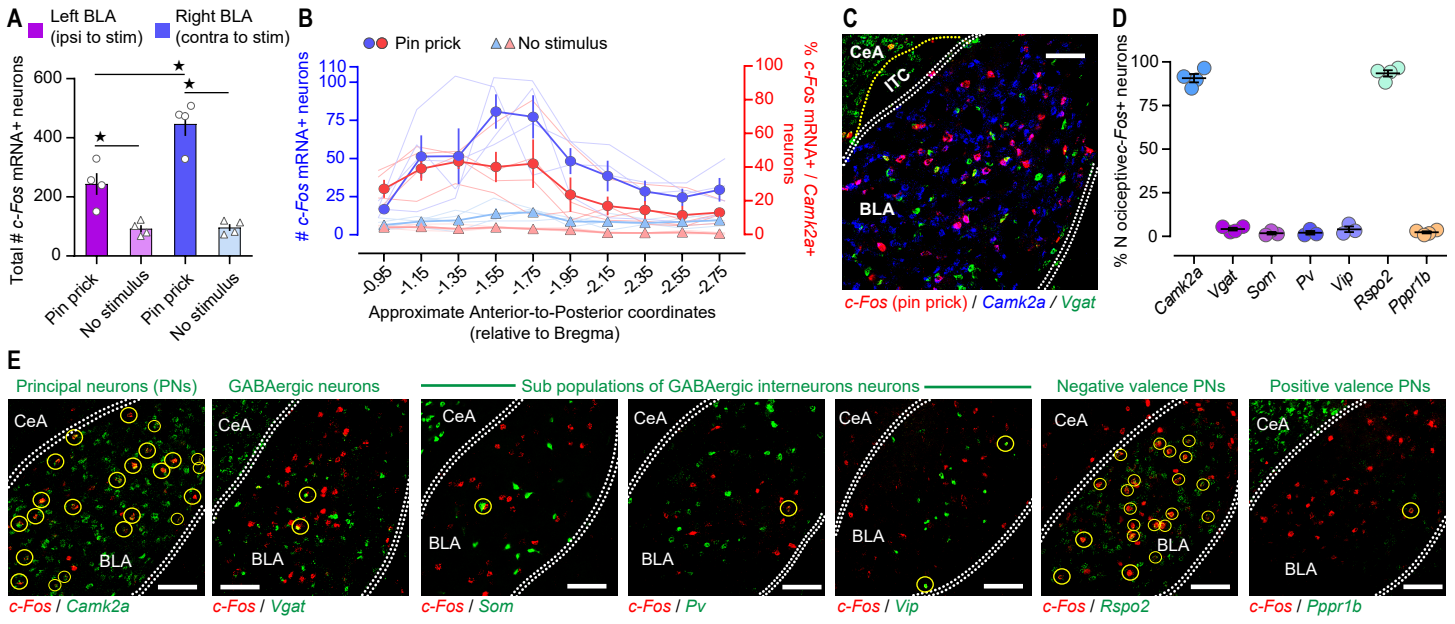 A
Left BLA
(ipsi to stim)
Right BLA
(contra to stim)
Total # c-Fos mRNA+ neurons
600
400
200
0
★
★
★
★
Pin prick
No stimulus
Pin prick
No stimulus
B
Pin prick
No stimulus
# c-Fos mRNA+ neurons
110
100
75
50
25
0
100
80
60
40
20
0
% c-Fos mRNA+ / Camk2a+
neurons
-0.95
-1.15
-1.35
-1.55
-1.75
-1.95
-2.15
-2.35
-2.55
-2.75
Approximate Anterior-to-Posterior coordinates
(relative to Bregma)
C
CeA
ITC
BLA
c-Fos (pin prick) / Camk2a / Vgat
D
% N ociceptivec-Fos+ neurons
100
75
50
25
0
Camk2a
Vgat
Som
Pv
Vip
Rspo2
Pppr1b
E
Principal neurons (PNs)
GABAergic neurons
Sub populations of GABAergic interneurons neurons
Negative valence PNs
Positive valence PNs
CeA
BLA
CeA
BLA
CeA
BLA
CeA
BLA
CeA
BLA
CeA
BLA
CeA
BLA
c-Fos / Camk2a
c-Fos / Vgat
c-Fos / Som
c-Fos / Pv
c-Fos / Vip
c-Fos / Rspo2
c-Fos / Pppr1b